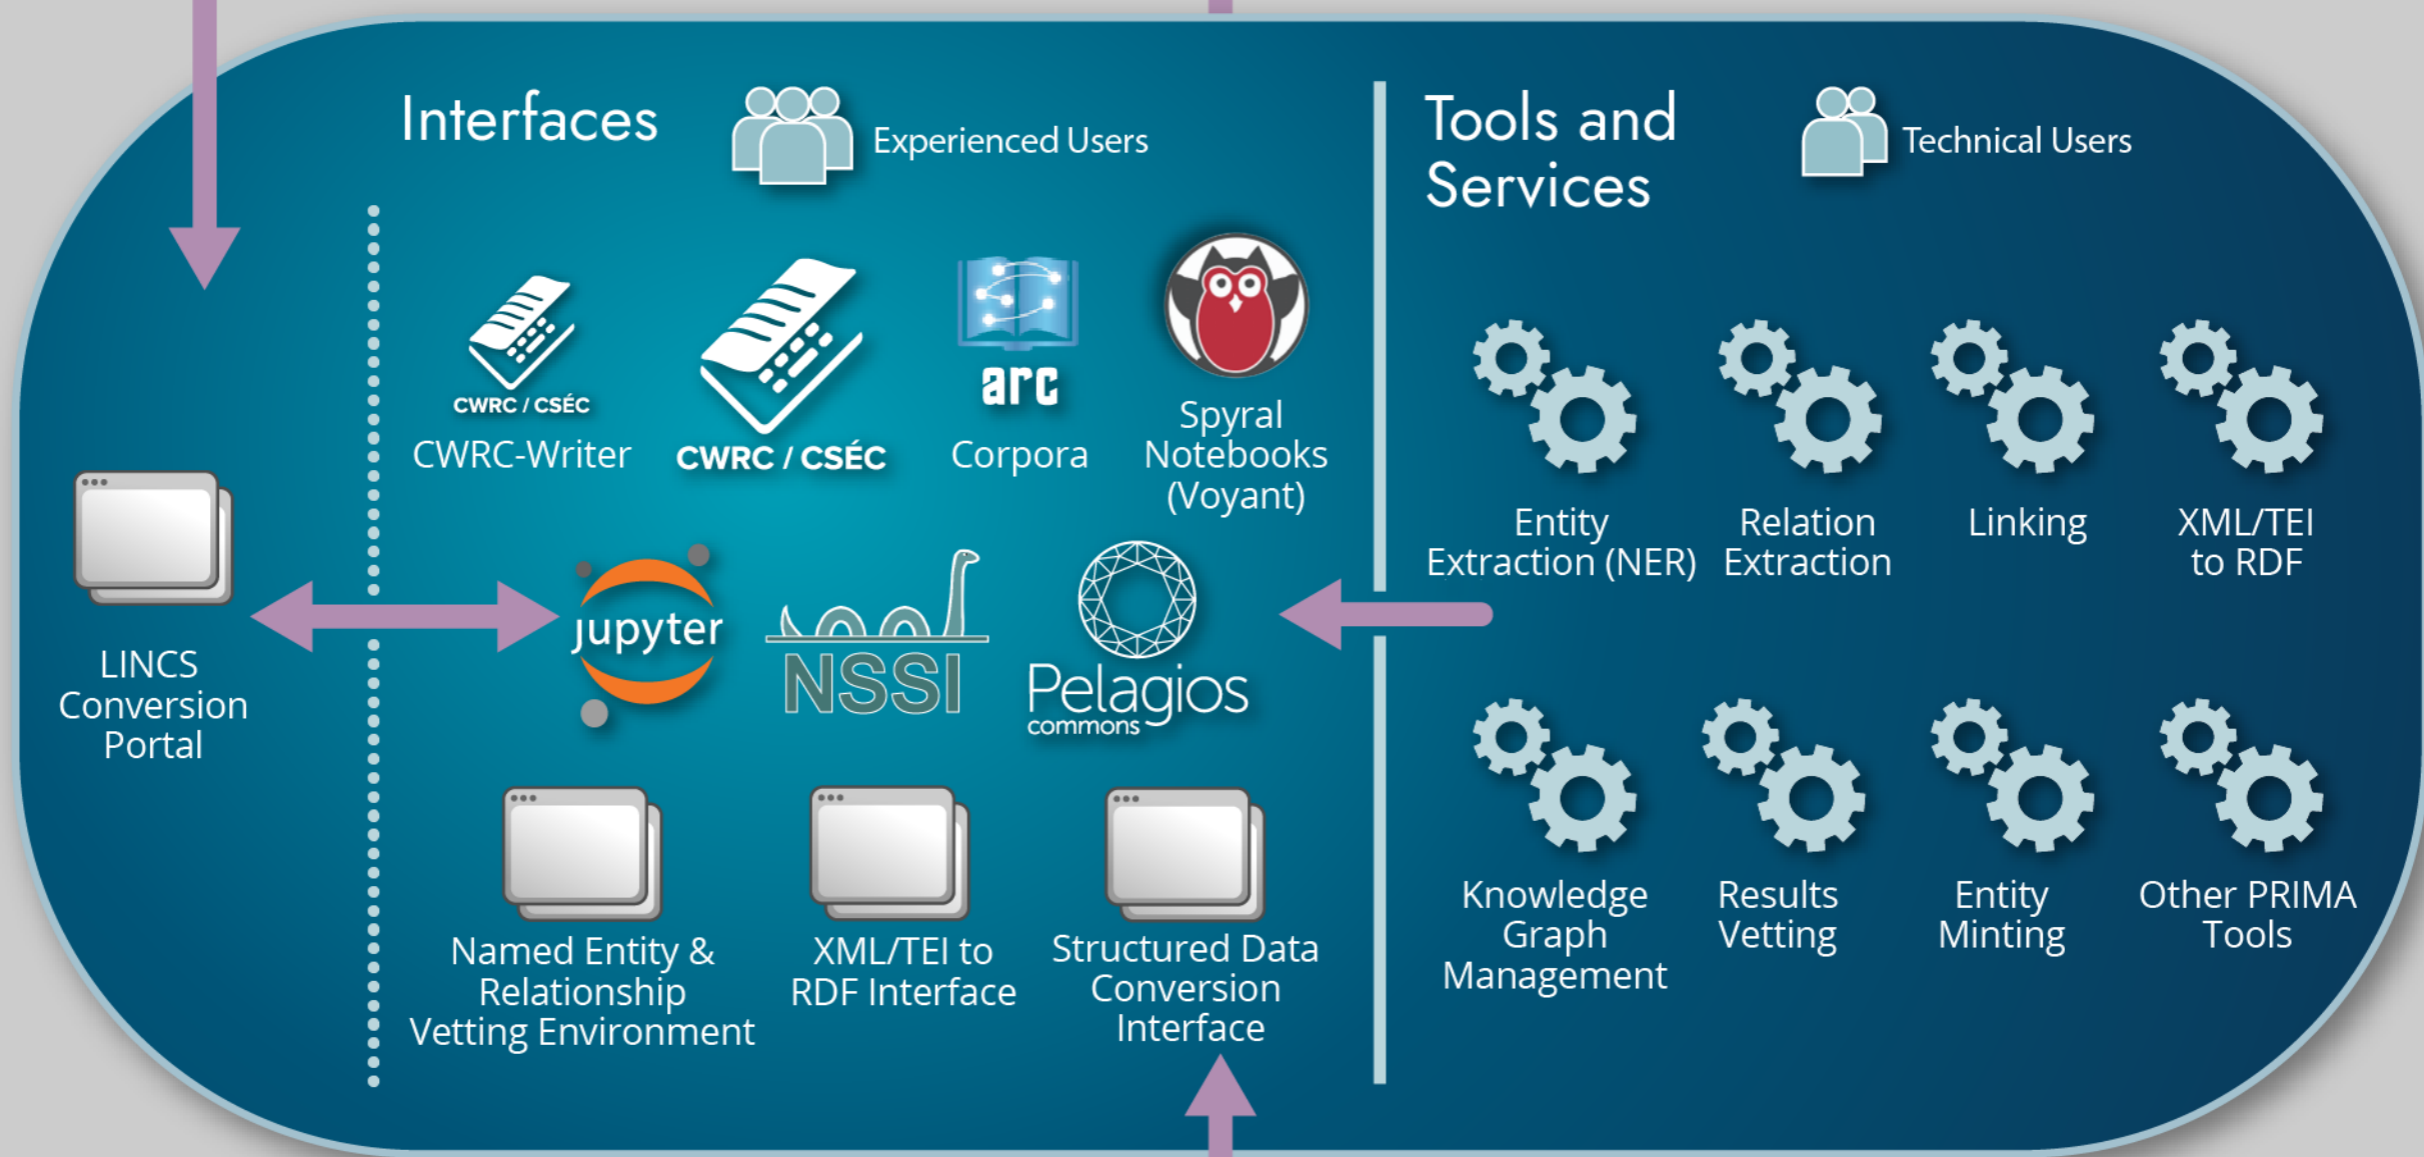 Interfaces
Experienced Users
CWRC / CSÉC
CWRC-Writer
CWRC / CSÉC
arc
Corpora
Spyral
Notebooks
(Voyant)
LINCS
Conversion
Portal
jupyter
NSSI
Pelagios
commons
Named Entity &
Relationship
Vetting Environment
XML/TEI to
RDF Interface
Structured Data
Conversion
Interface
Tools and
Services
Technical Users
Entity
Extraction (NER)
Relation
Extraction
Linking
XML/TEI
to RDF
Knowledge
Graph
Management
Results
Vetting
Entity
Minting
Other PRIMA
Tools